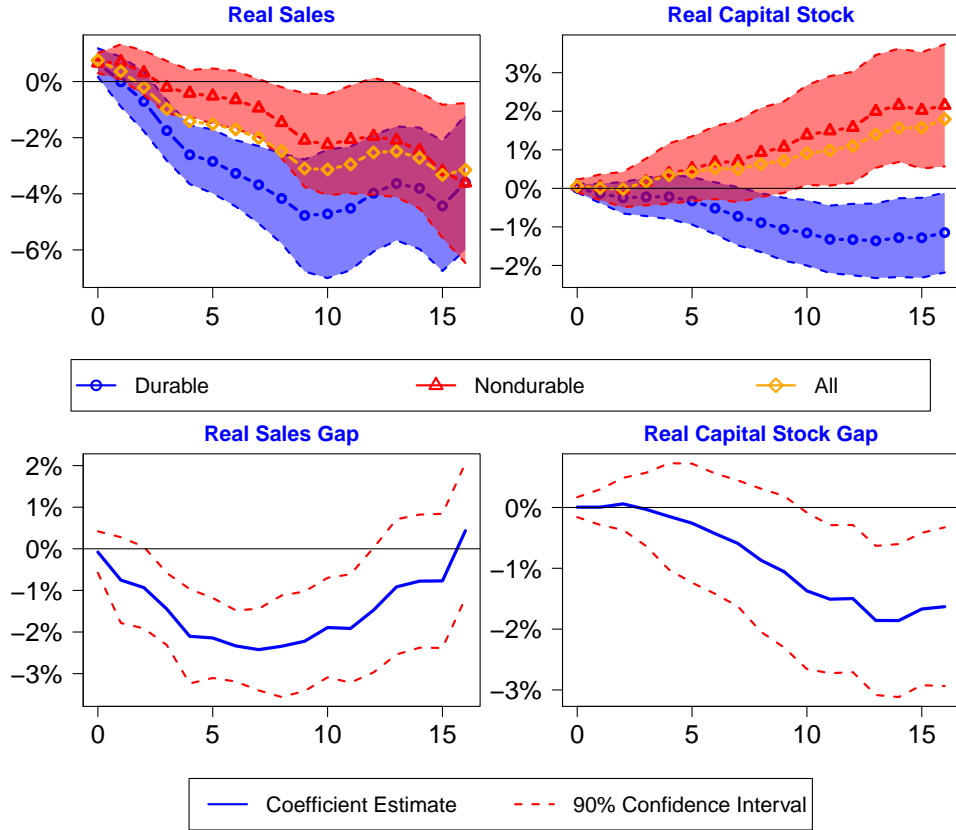 Real Sales
0%
−2%
−4%
−6%
0 5 10 15
Real Capital Stock
3%
2%
1%
0%
−1%
−2%
0 5 10 15
Durable Nondurable All
Real Sales Gap
2%
1%
0%
−1%
−2%
−3%
0 5 10 15
Real Capital Stock Gap
0%
−1%
−2%
−3%
0 5 10 15
Coefficient Estimate 90% Confidence Interval